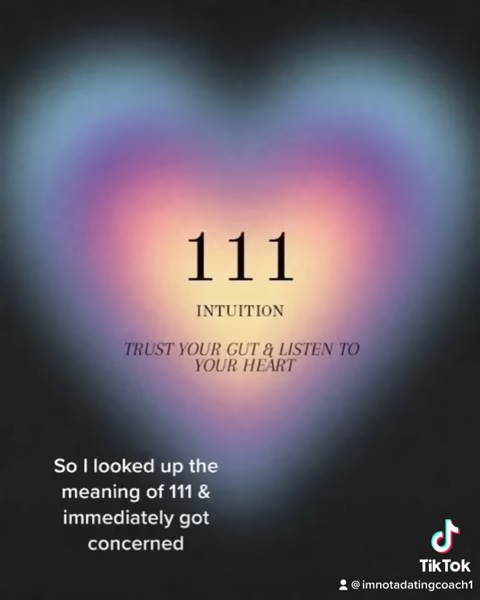 111
INTUITION
TRUST YOUR GUT & LISTEN TO
YOUR HEART
So I looked up the
meaning of 111 &
immediately got
concerned
TikTok
@imnotadatingcoach1